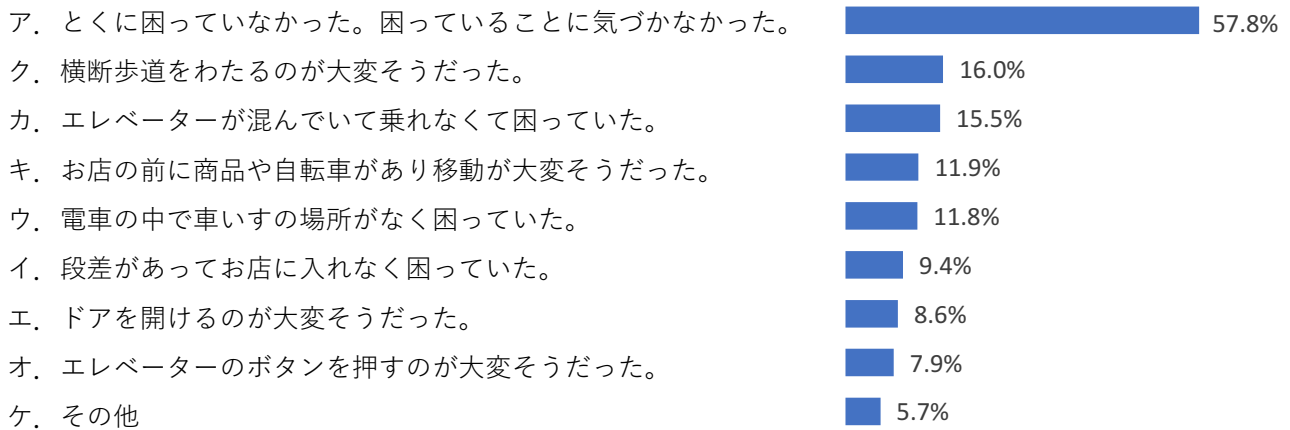 ア. とくに困っていなかった。困っていることに気づかなかった。 57.8%
ク. 横断歩道をわたるのが大変そうだった。 16.0%
カ. エレベーターが混んでいて乗れなくて困っていた。 15.5%
キ. お店の前に商品や自転車があり移動が大変そうだった。 11.9%
ウ. 電車の中で車いすの場所がなく困っていた。 11.8%
イ. 段差があってお店に入れなく困っていた。 9.4%
エ. ドアを開けるのが大変そうだった。 8.6%
オ. エレベーターのボタンを押すのが大変そうだった。 7.9%
ケ. その他 5.7%